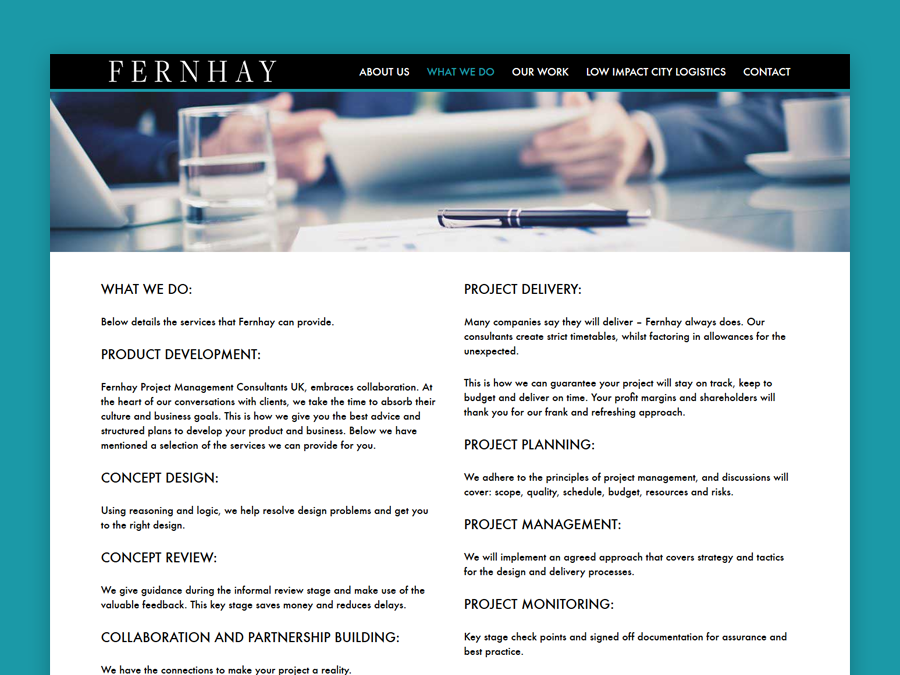 FERNHAY
ABOUT US WHAT WE DO OUR WORK LOW IMPACT CITY LOGISTICS CONTACT
WHAT WE DO:
Below details the services that Fernhay can provide.
PRODUCT DEVELOPMENT:
Fernhay Project Management Consultants UK, embraces collaboration. At
the heart of our conversations with clients, we take the time to absorb their
culture and business goals. This is how we give you the best advice and
structured plans to develop your product and business. Below we have
mentioned a selection of the services we can provide for you.
CONCEPT DESIGN:
Using reasoning and logic, we help resolve design problems and get you
to the right design.
CONCEPT REVIEW:
We give guidance during the informal review stage and make use of the
valuable feedback. This key stage saves money and reduces delays.
COLLABORATION AND PARTNERSHIP BUILDING:
We have the connections to make your project a reality.
PROJECT DELIVERY:
Many companies say they will deliver – Fernhay always does. Our
consultants create strict timetables, whilst factoring in allowances for the
unexpected.
This is how we can guarantee your project will stay on track, keep to
budget and deliver on time. Your profit margins and shareholders will
thank you for our frank and refreshing approach.
PROJECT PLANNING:
We adhere to the principles of project management, and discussions will
cover: scope, quality, schedule, budget, resources and risks.
PROJECT MANAGEMENT:
We will implement an agreed approach that covers strategy and tactics
for the design and delivery processes.
PROJECT MONITORING:
Key stage check points and signed off documentation for assurance and
best practice.